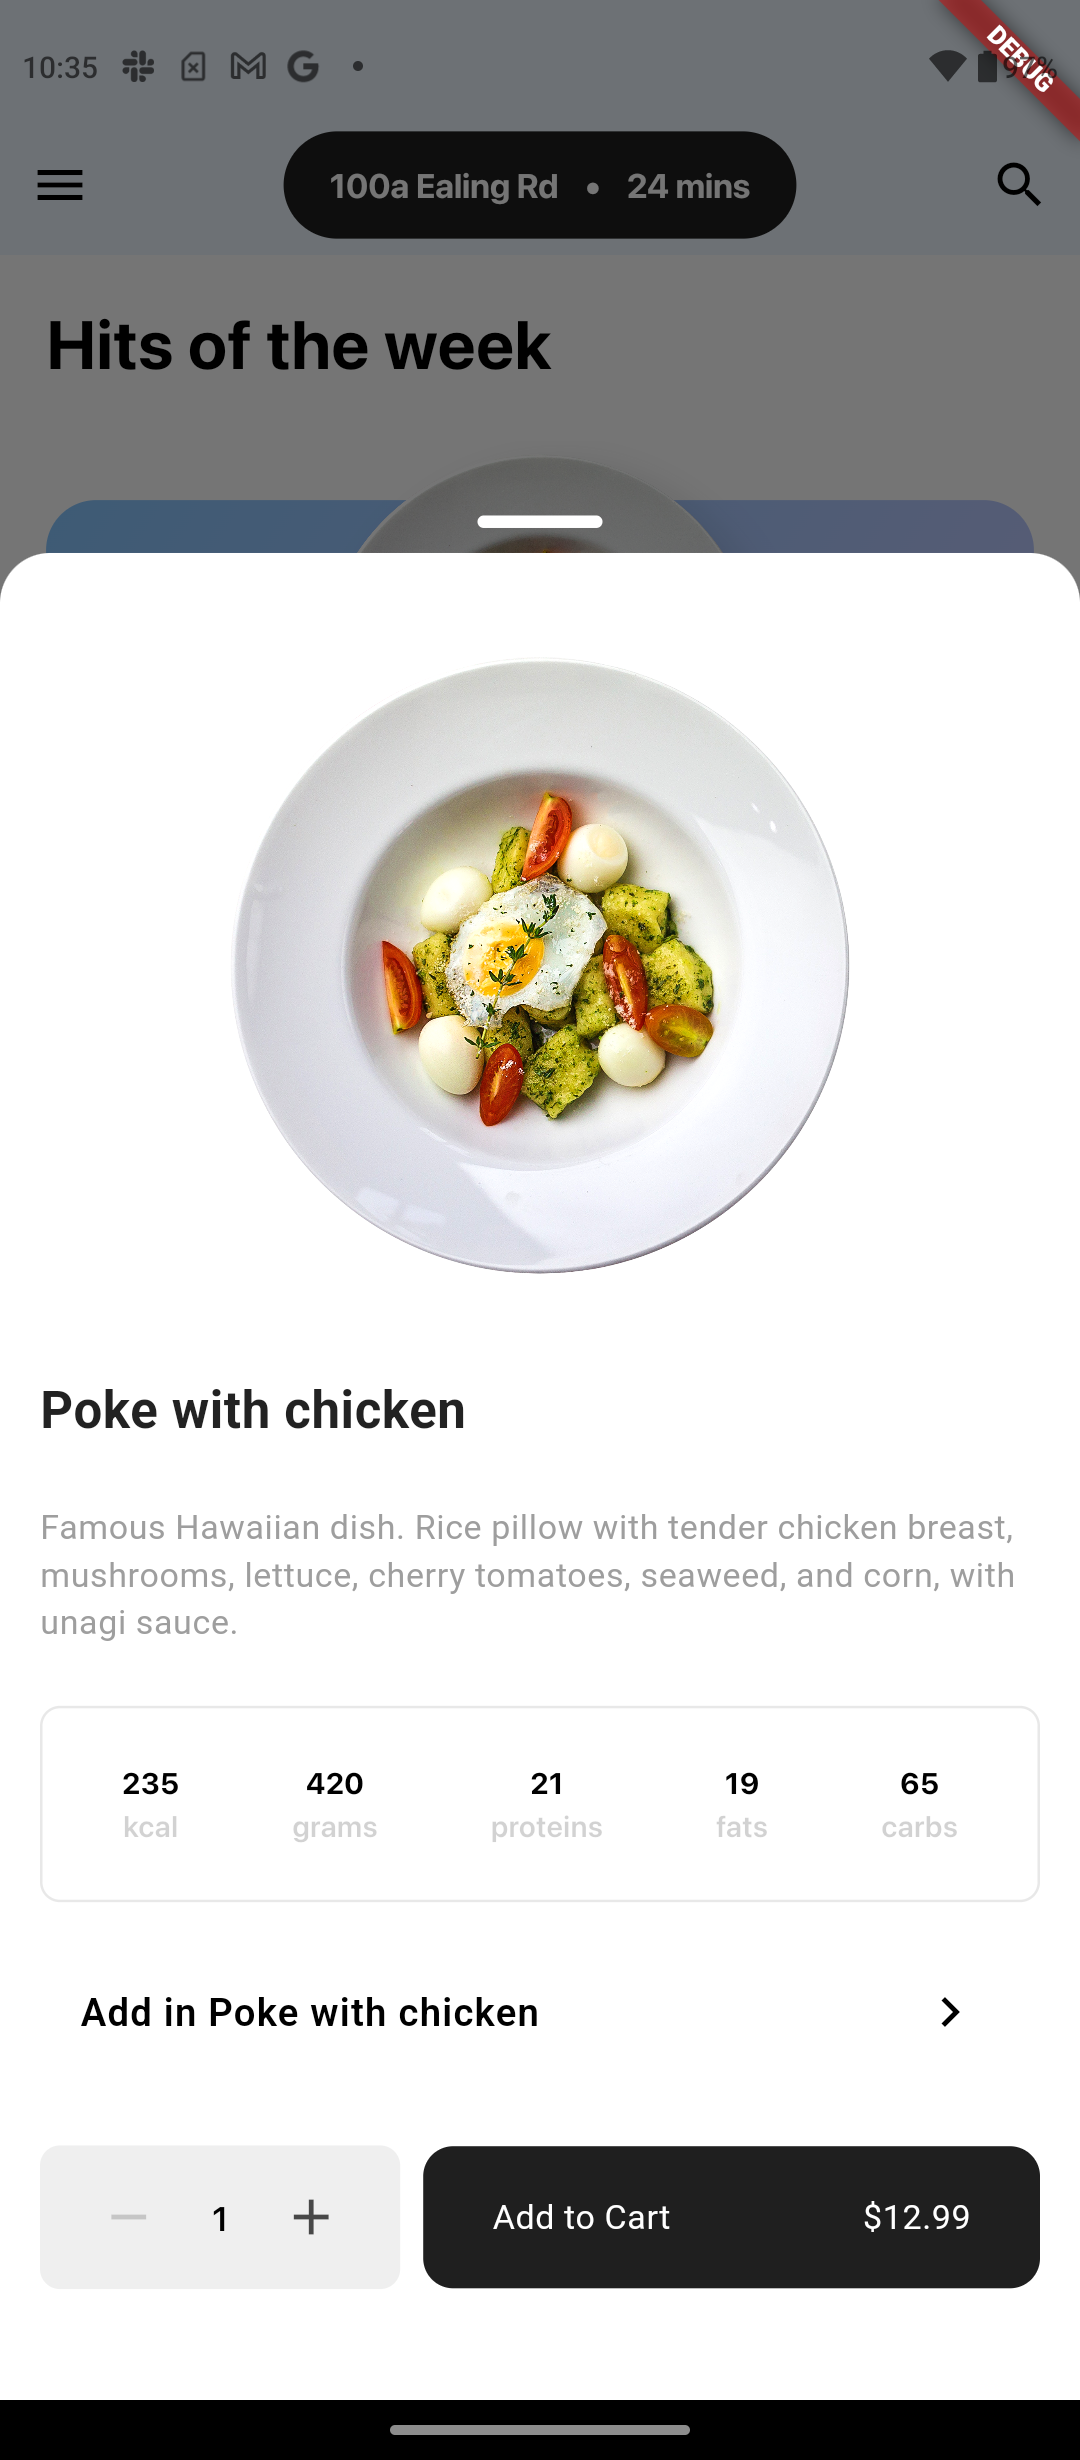 10:35
DEBUG
100a Ealing Rd • 24 mins
Hits of the week
Poke with chicken
Famous Hawaiian dish. Rice pillow with tender chicken breast,
mushrooms, lettuce, cherry tomatoes, seaweed, and corn, with
unagi sauce.
235 420 21 19 65
kcal grams proteins fats carbs
Add in Poke with chicken
1 Add to Cart $12.99